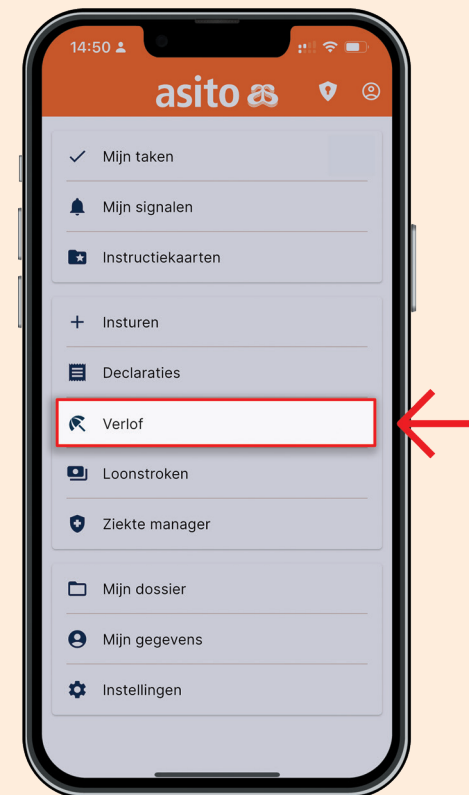 14:50
asito
Mijn taken
Mijn signalen
Instructiekaarten
Insturen
Declaraties
Verlof
Loonstroken
Ziekte manager
Mijn dossier
Mijn gegevens
Instellingen